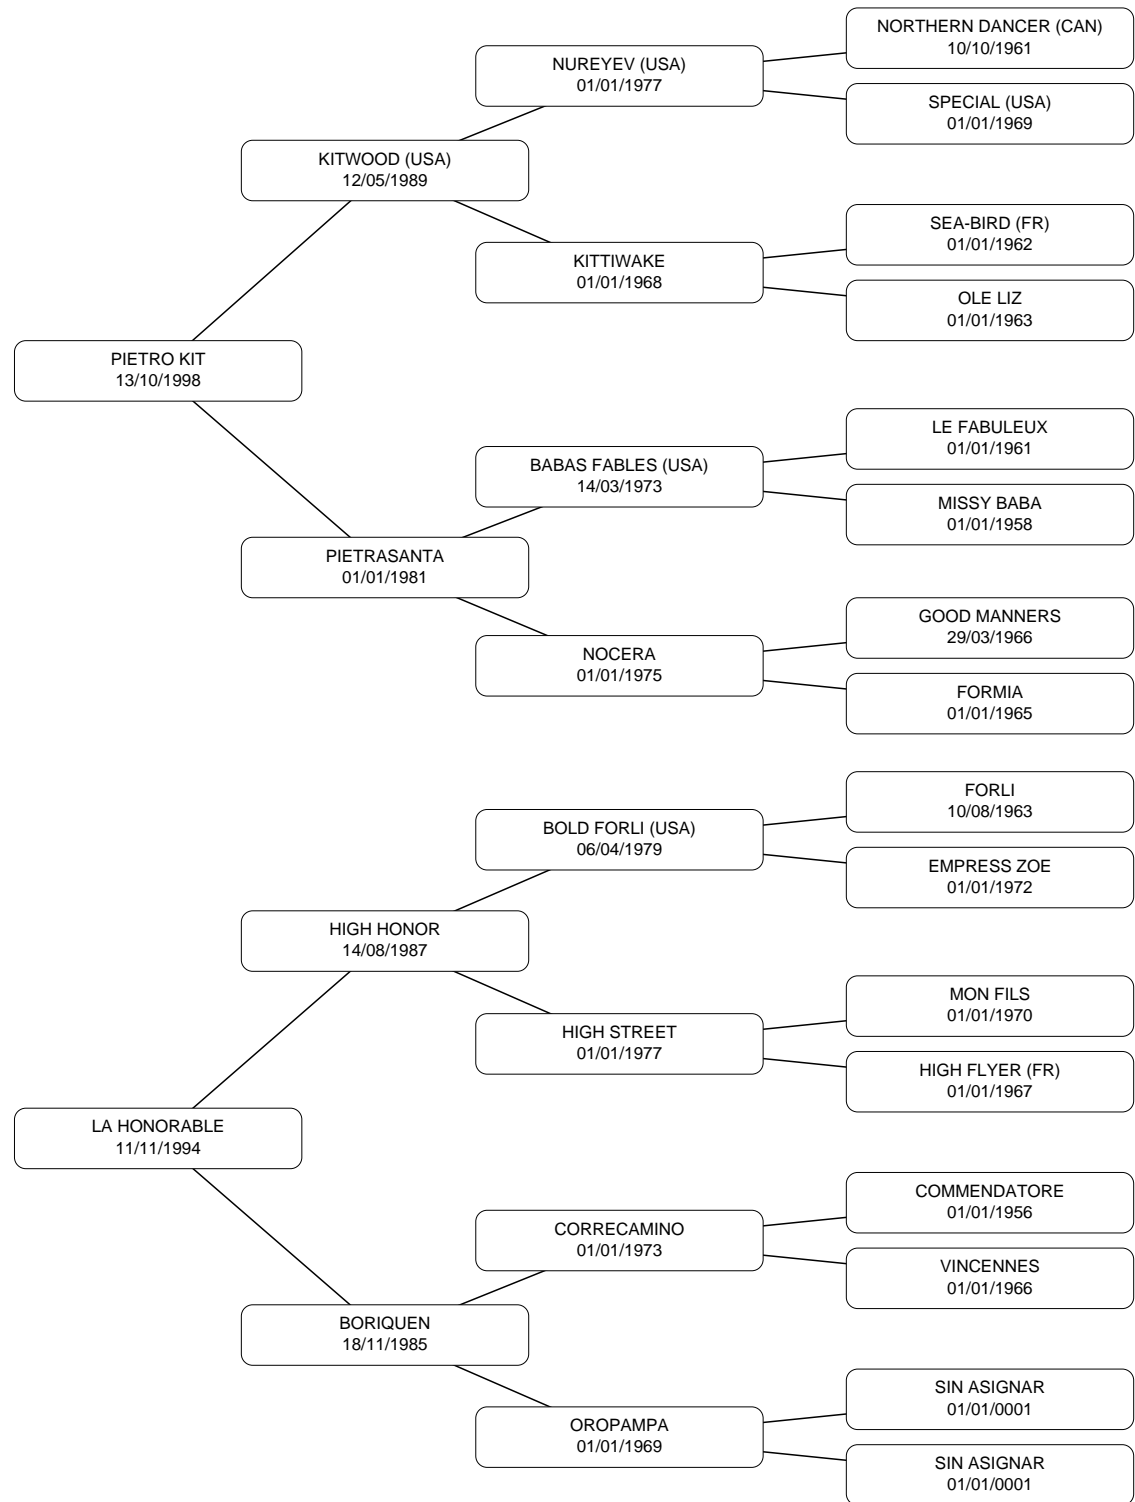 NORTHERN DANCER (CAN)
10/10/1961
NUREYEV (USA)
01/01/1977
SPECIAL (USA)
01/01/1969
KITWOOD (USA)
12/05/1989
SEA-BIRD (FR)
01/01/1962
KITTIWAKE
01/01/1968
OLE LIZ
01/01/1963
PIETRO KIT
13/10/1998
LE FABULEUX
01/01/1961
BABAS FABLES (USA)
14/03/1973
MISSY BABA
01/01/1958
PIETRASANTA
01/01/1981
GOOD MANNERS
29/03/1966
NOCERA
01/01/1975
FORMIA
01/01/1965
FORLI
10/08/1963
BOLD FORLI (USA)
06/04/1979
EMPRESS ZOE
01/01/1972
HIGH HONOR
14/08/1987
MON FILS
01/01/1970
HIGH STREET
01/01/1977
HIGH FLYER (FR)
01/01/1967
LA HONORABLE
11/11/1994
COMMENDATORE
01/01/1956
CORRECAMINO
01/01/1973
VINCENNES
01/01/1966
BORIQUEN
18/11/1985
SIN ASIGNAR
01/01/0001
OROPAMPA
01/01/1969
SIN ASIGNAR
01/01/0001